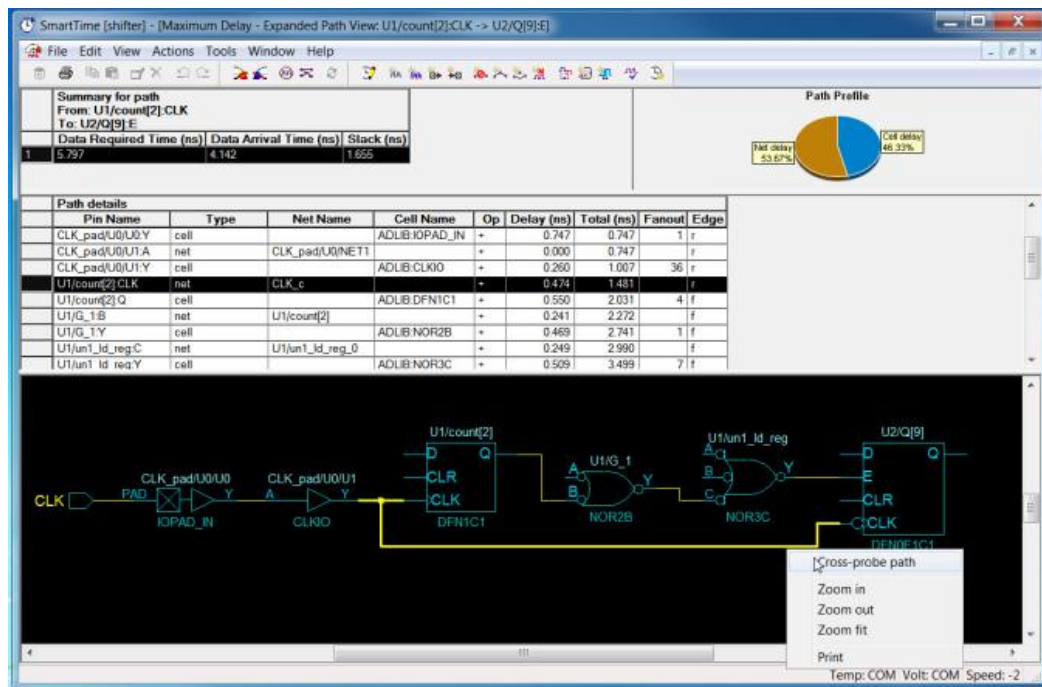 SmartTime [shifter] - [Maximum Delay - Expanded Path View: U1/count[2]:CLK -> U2/Q[9]:E]
File Edit View Actions Tools Window Help
Summary for path
From: U1/count[2]:CLK
To: U2/Q[9]:E
Data Required Time (ns) Data Arrival Time (ns) Slack (ns)
1 5.797 4.142 1.655
Path Profile
Cell delay
46.33%
Net delay
53.67%
Path details
Pin Name Type Net Name Cell Name Op Delay (ns) Total (ns) Fanout Edge
CLK_pad/U0/U0:Y cell ADLIB:IOPAD_IN + 0.747 0.747 1 r
CLK_pad/U0/U1:A net CLK_pad/U0/NET1 + 0.000 0.747 r
CLK_pad/U0/U1:Y cell ADLIB:CLKIO + 0.260 1.007 36 r
U1/count[2]:CLK net CLK_c + 0.474 1.481 r
U1/count[2]:Q cell ADLIB:DFN1C1 + 0.550 2.031 4 f
U1/G_1:B net U1/count[2] + 0.241 2.272 f
U1/G_1:Y cell ADLIB:NOR2B + 0.469 2.741 1 f
U1/un1_ld_reg:C net U1/un1_ld_reg_0 + 0.249 2.990 f
U1/un1_ld_reg:Y cell ADLIB:NOR3C + 0.509 3.499 7 f
U1/count[2] U1/un1_ld_reg U2/Q[9]
D Q A D Q
CLK_pad/U0/U0 CLK_pad/U0/U1 CLR A U1/G_1 Y B Y E
CLK PAD Y A Y CLK B C CLR
IOPAD_IN CLKIO DFN1C1 NOR2B NOR3C CLK
DFN0E1C1
Cross-probe path
Zoom in
Zoom out
Zoom fit
Print
Temp: COM Volt: COM Speed: -2